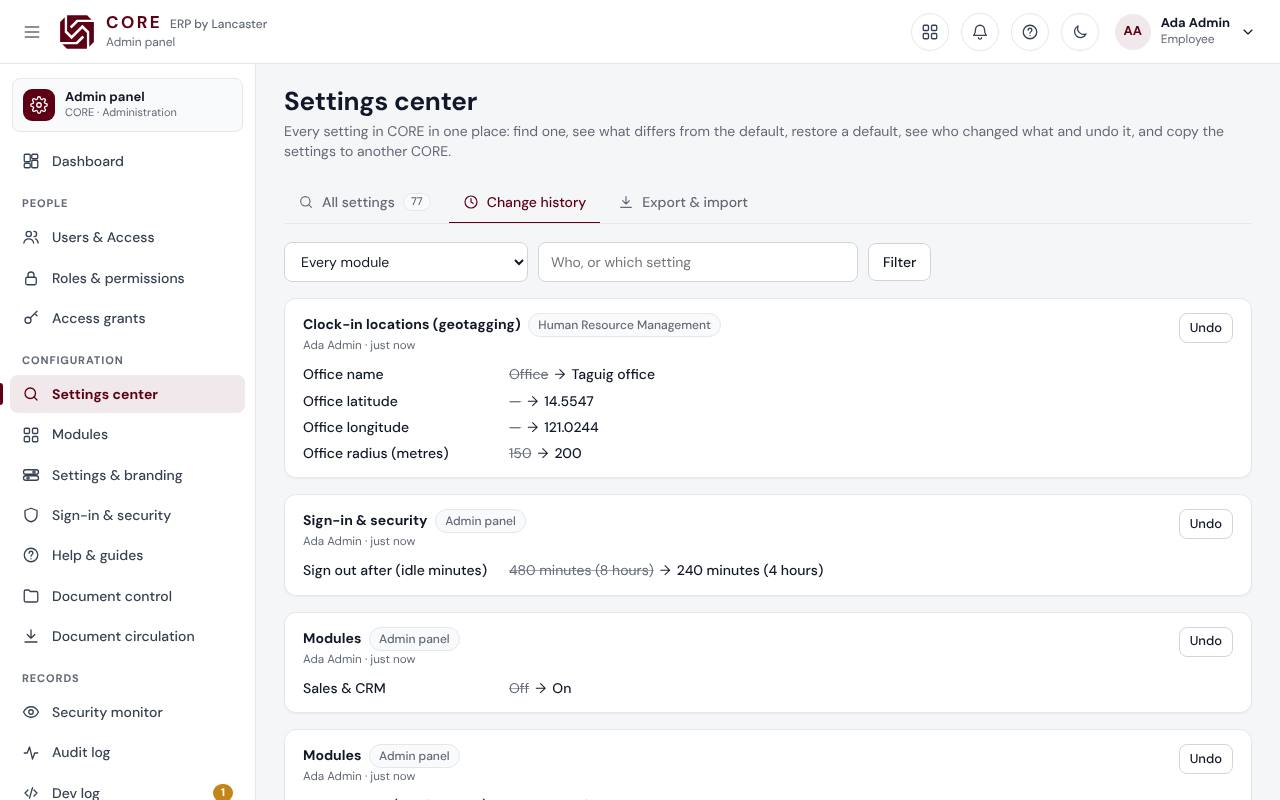 CORE ERP by Lancaster
Admin panel
AA
Ada Admin
Employee
Admin panel
CORE · Administration
Dashboard
PEOPLE
Users & Access
Roles & permissions
Access grants
CONFIGURATION
Settings center
Modules
Settings & branding
Sign-in & security
Help & guides
Document control
Document circulation
RECORDS
Security monitor
Audit log
Dev log 1
Settings center
Every setting in CORE in one place: find one, see what differs from the default, restore a default, see who changed what and undo it, and copy the
settings to another CORE.
All settings 77 Change history Export & import
Every module Who, or which setting Filter
Clock-in locations (geotagging) Human Resource Management Undo
Ada Admin · just now
Office name Office → Taguig office
Office latitude — → 14.5547
Office longitude — → 121.0244
Office radius (metres) 150 → 200
Sign-in & security Admin panel Undo
Ada Admin · just now
Sign out after (idle minutes) 480 minutes (8 hours) → 240 minutes (4 hours)
Modules Admin panel Undo
Ada Admin · just now
Sales & CRM Off → On
Modules Admin panel Undo
Ada Admin · just now